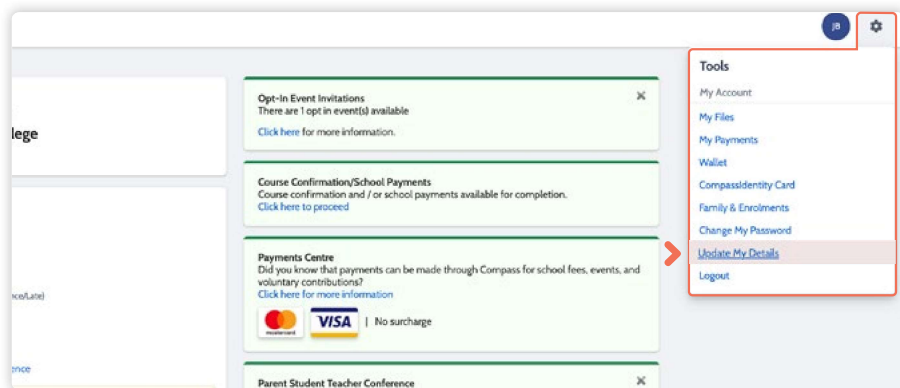 JB
Tools
My Account
My Files
My Payments
Wallet
CompassIdentity Card
Family & Enrolments
Change My Password
Update My Details
Logout
lege
nce/Late)
ence
Opt-In Event Invitations
There are 1 opt in event(s) available
Click here for more information.
Course Confirmation/School Payments
Course confirmation and / or school payments available for completion.
Click here to proceed
Payments Centre
Did you know that payments can be made through Compass for school fees, events, and
voluntary contributions?
Click here for more information
mastercard VISA | No surcharge
Parent Student Teacher Conference